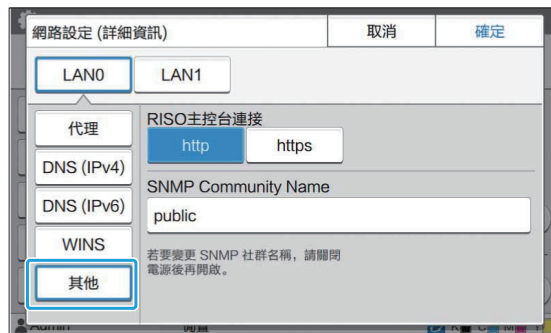 網路設定 (詳細資訊)
取消
確定
LAN0
LAN1
代理
DNS (IPv4)
DNS (IPv6)
WINS
其他
RISO主控台連接
http
https
SNMP Community Name
public
若要變更 SNMP 社群名稱，請關閉
電源後再開啟。
Admin